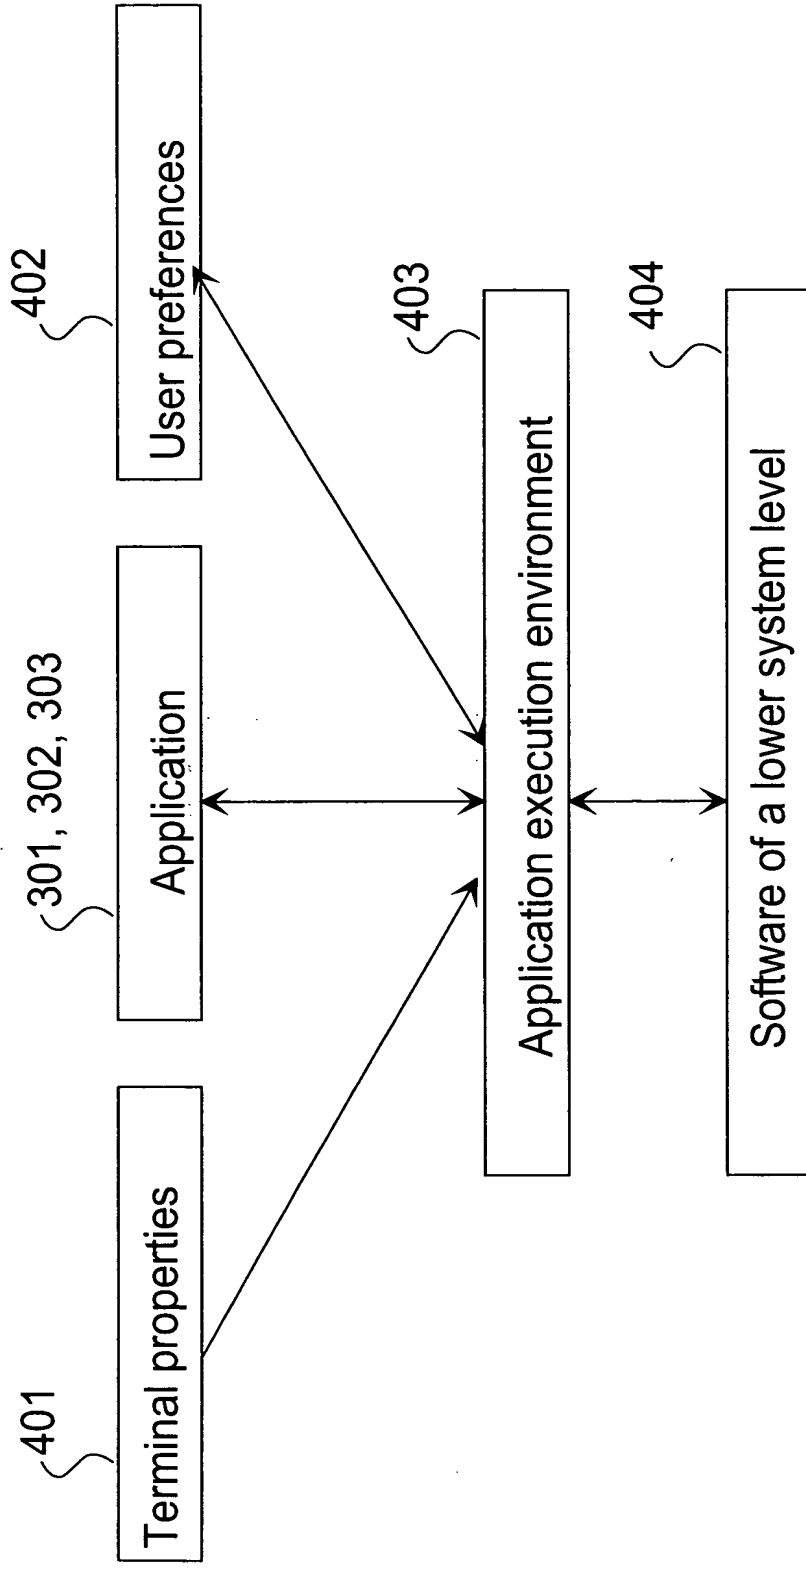 401
301, 302, 303
402
Terminal properties
Application
User preferences
403
Application execution environment
404
Software of a lower system level